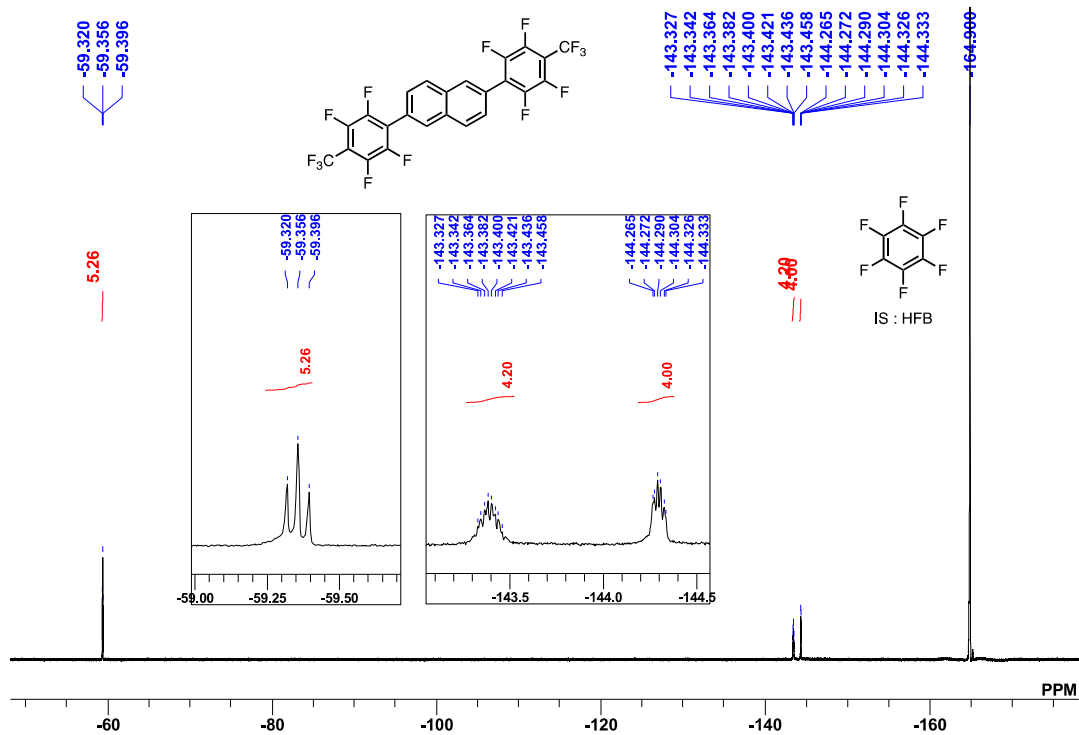 -59.320
-59.356
-59.396
-143.327
-143.342
-143.364
-143.382
-143.400
-143.421
-143.436
-143.458
-144.265
-144.272
-144.290
-144.304
-144.326
-144.333
-164.900
F
F
CF3
F
F
F
F
F
F
F3C
5.26
-59.320
-59.356
-59.396
5.26
-59.00
-59.25
-59.50
-143.327
-143.342
-143.364
-143.382
-143.400
-143.421
-143.436
-143.458
-144.265
-144.272
-144.290
-144.304
-144.326
-144.333
4.20
4.00
-143.5
-144.0
-144.5
4.20
4.00
F
F
F
F
F
F
IS : HFB
PPM
-60
-80
-100
-120
-140
-160